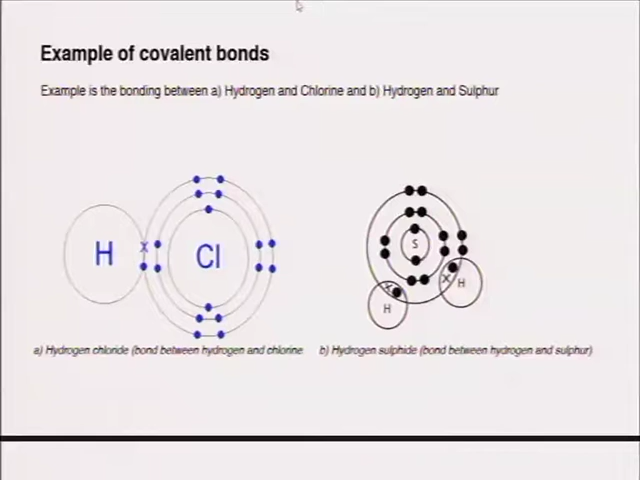 Example of covalent bonds
Example is the bonding between a) Hydrogen and Chlorine and b) Hydrogen and Sulphur
H
Cl
S
H
H
a) Hydrogen chloride (bond between hydrogen and chlorine
b) Hydrogen sulphide (bond between hydrogen and sulphur)